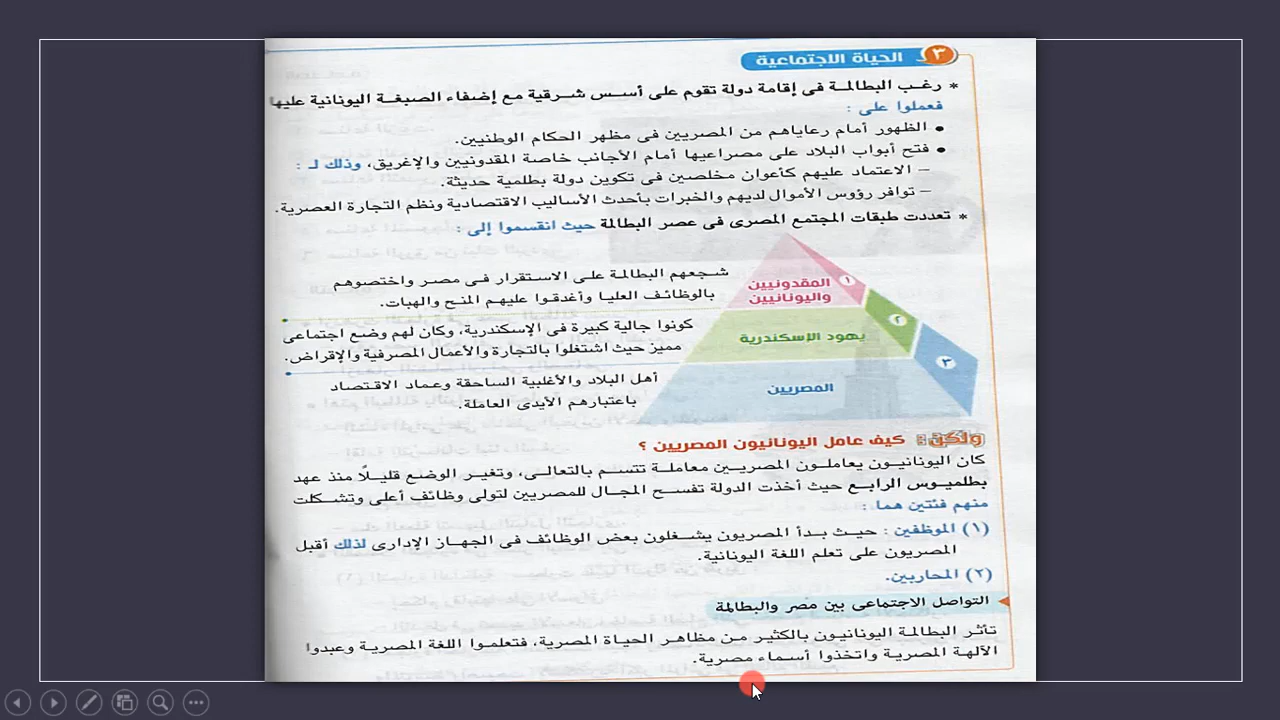 ٣ الحياة الاجتماعية
* رغب البطالمة فى إقامة دولة تقوم على أسس شرقية مع إضفاء الصبغة اليونانية عليها
فعملوا على :
• الظهور أمام رعاياهم من المصريين فى مظهر الحكام الوطنيين.
• فتح أبواب البلاد على مصراعيها أمام الأجانب خاصة المقدونيين والإغريق، وذلك لـ :
– الاعتماد عليهم كأعوان مخلصين فى تكوين دولة بطلمية حديثة.
– توافر رؤوس الأموال لديهم والخبرات بأحدث الأساليب الاقتصادية ونظم التجارة العصرية.
* تعددت طبقات المجتمع المصرى فى عصر البطالمة حيث انقسموا إلى :
١
المقدونيين
واليونانيين
شجعهم البطالمة على الاستقرار فى مصر واختصوهم
بالوظائف العليا وأغدقوا عليهم المنح والهبات.
٢
يهود الإسكندرية
كونوا جالية كبيرة فى الإسكندرية، وكان لهم وضع اجتماعى
مميز حيث اشتغلوا بالتجارة والأعمال المصرفية والإقراض.
٣
المصريين
أهل البلاد والأغلبية الساحقة وعماد الاقتصاد
باعتبارهم الأيدى العاملة.
ولكن : كيف عامل اليونانيون المصريين ؟
كان اليونانيون يعاملون المصريين معاملة تتسم بالتعالى، وتغير الوضع قليلًا منذ عهد
بطلميوس الرابع حيث أخذت الدولة تفسح المجال للمصريين لتولى وظائف أعلى وتشكلت
منهم فئتين هما :
(١) الموظفين : حيث بدأ المصريون يشغلون بعض الوظائف فى الجهاز الإدارى لذلك أقبل
المصريون على تعلم اللغة اليونانية.
(٢) المحاربين.
التواصل الاجتماعى بين مصر والبطالمة
تأثر البطالمة اليونانيون بالكثير من مظاهر الحياة المصرية، فتعلموا اللغة المصرية وعبدوا
الآلهة المصرية واتخذوا أسماء مصرية.